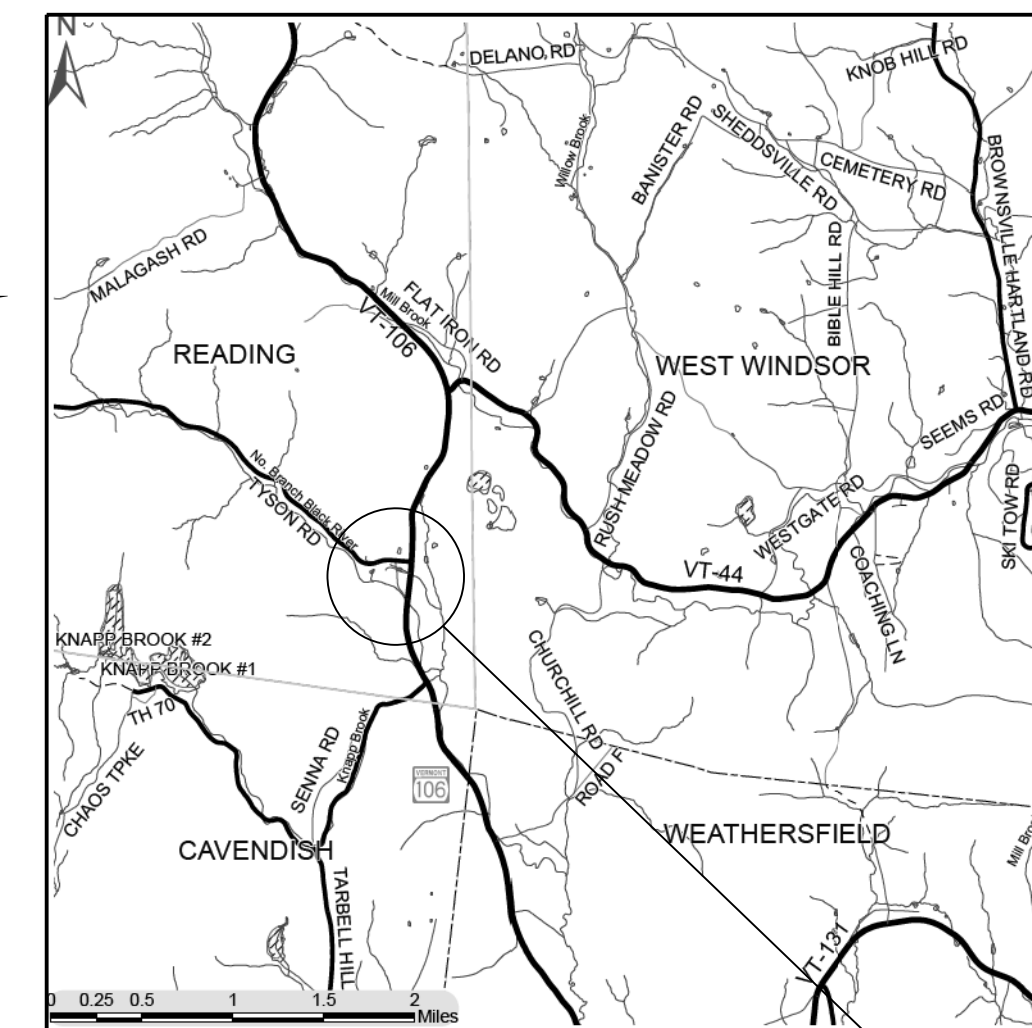 N
DELANO RD
KNOB HILL RD
BANISTER RD
SHEDDSVILLE RD
Willow Brook
CEMETERY RD
BROWNSVILLE HARTLAND RD
MALAGASH RD
BIBLE HILL RD
FLAT IRON RD
Mill Brook
VT-106
READING
WEST WINDSOR
SEEMS RD
RUSH MEADOW RD
No. Branch Black River
TYSON RD
WESTGATE RD
SKI TOW RD
VT-44
COACHING LN
KNAPP BROOK #2
KNAPP BROOK #1
CHURCHILL RD
TH 70
SENNA RD
Knapp Brook
CHAOS TPKE
VERMONT
106
ROAD F
WEATHERSFIELD
Mill Bro
CAVENDISH
TARBELL HILL
VT-131
0 0.25 0.5 1 1.5 2
Miles